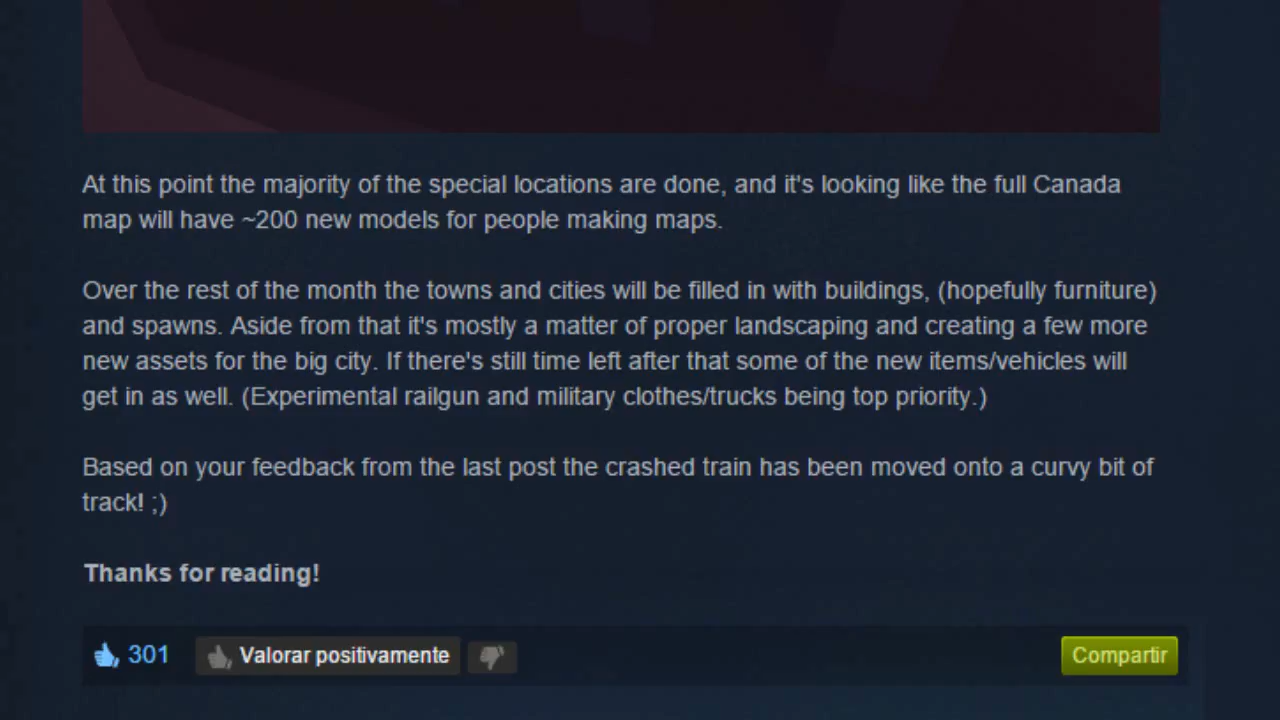 At this point the majority of the special locations are done, and it's looking like the full Canada
map will have ~200 new models for people making maps.
Over the rest of the month the towns and cities will be filled in with buildings, (hopefully furniture)
and spawns. Aside from that it's mostly a matter of proper landscaping and creating a few more
new assets for the big city. If there's still time left after that some of the new items/vehicles will
get in as well. (Experimental railgun and military clothes/trucks being top priority.)
Based on your feedback from the last post the crashed train has been moved onto a curvy bit of
track! ;)
Thanks for reading!
301 Valorar positivamente Compartir